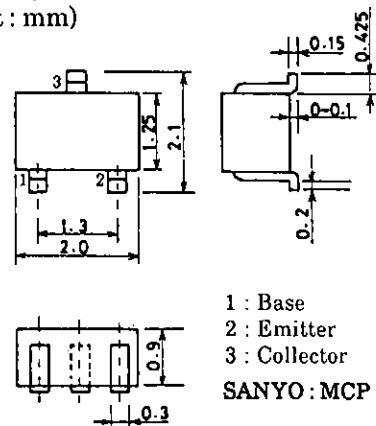 t : mm)
0.15
0.425
3
1.25
2.1
0~0.1
1
2
1.3
2.0
0.2
0.9
0.3
1 : Base
2 : Emitter
3 : Collector
SANYO : MCP